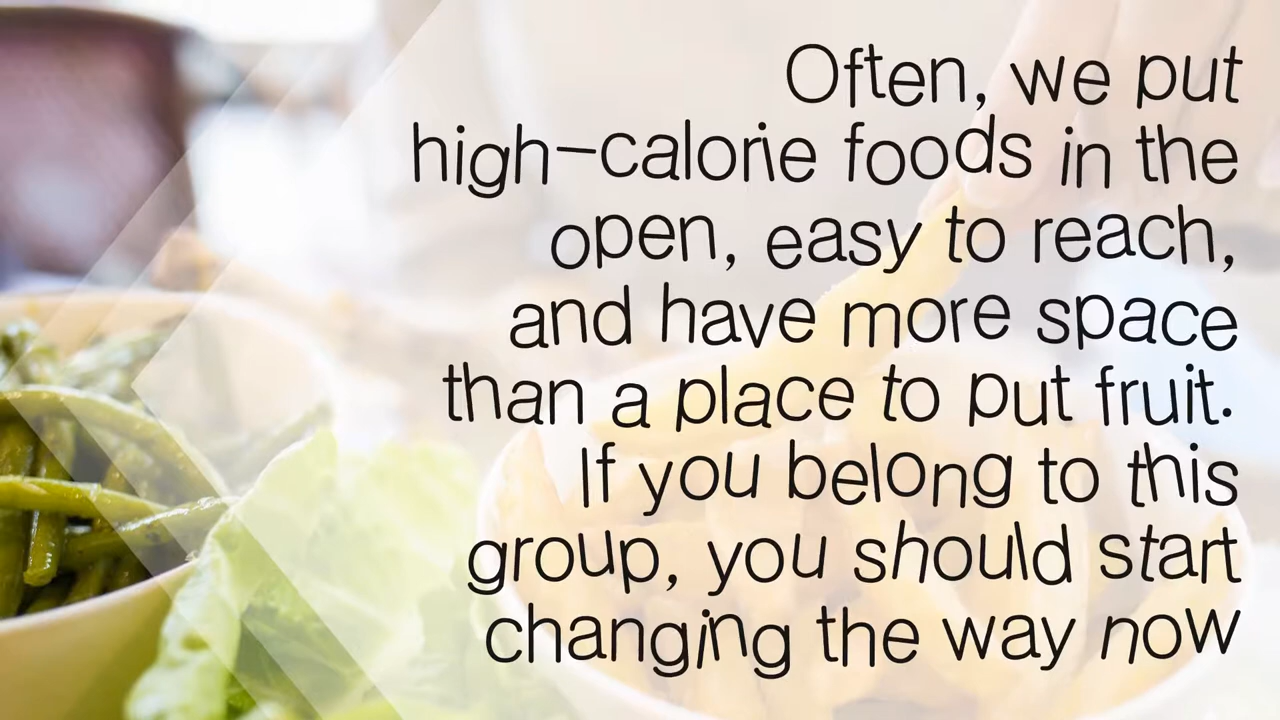 Often, we put
high-calorie foods in the
open, easy to reach,
and have more space
than a place to put fruit.
If you belong to this
group, you should start
changing the way now